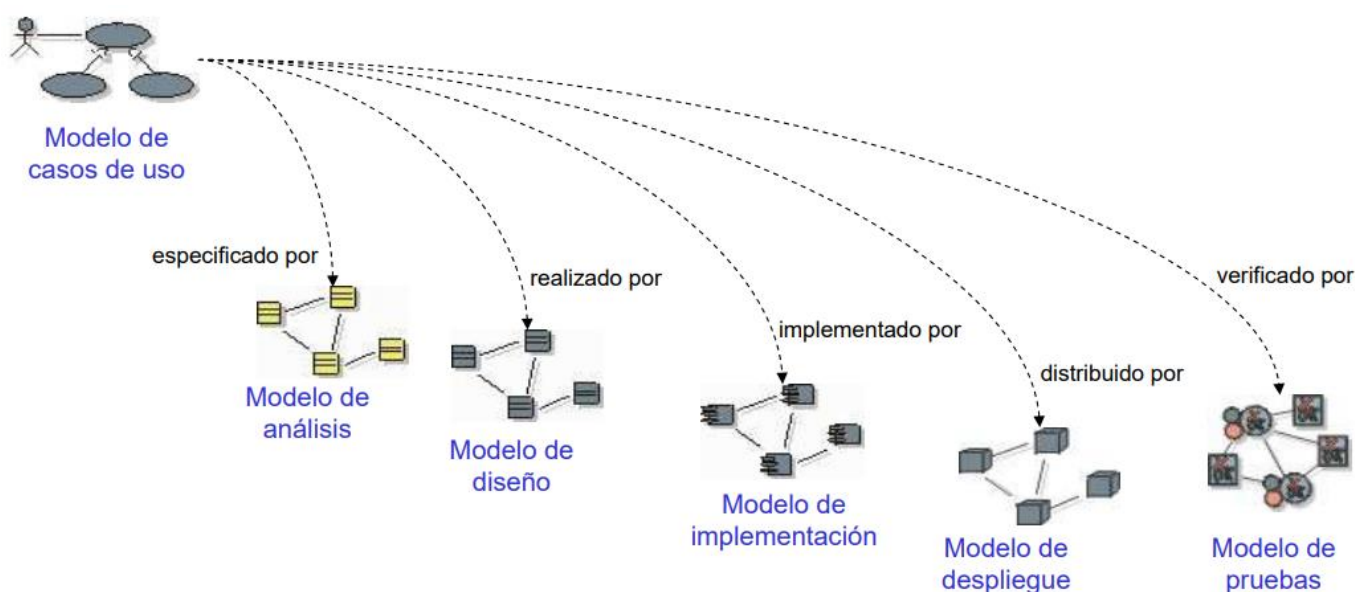 Modelo de
casos de uso
especificado por
Modelo de
análisis
realizado por
Modelo de
diseño
implementado por
Modelo de
implementación
distribuido por
Modelo de
despliegue
verificado por
Modelo de
pruebas